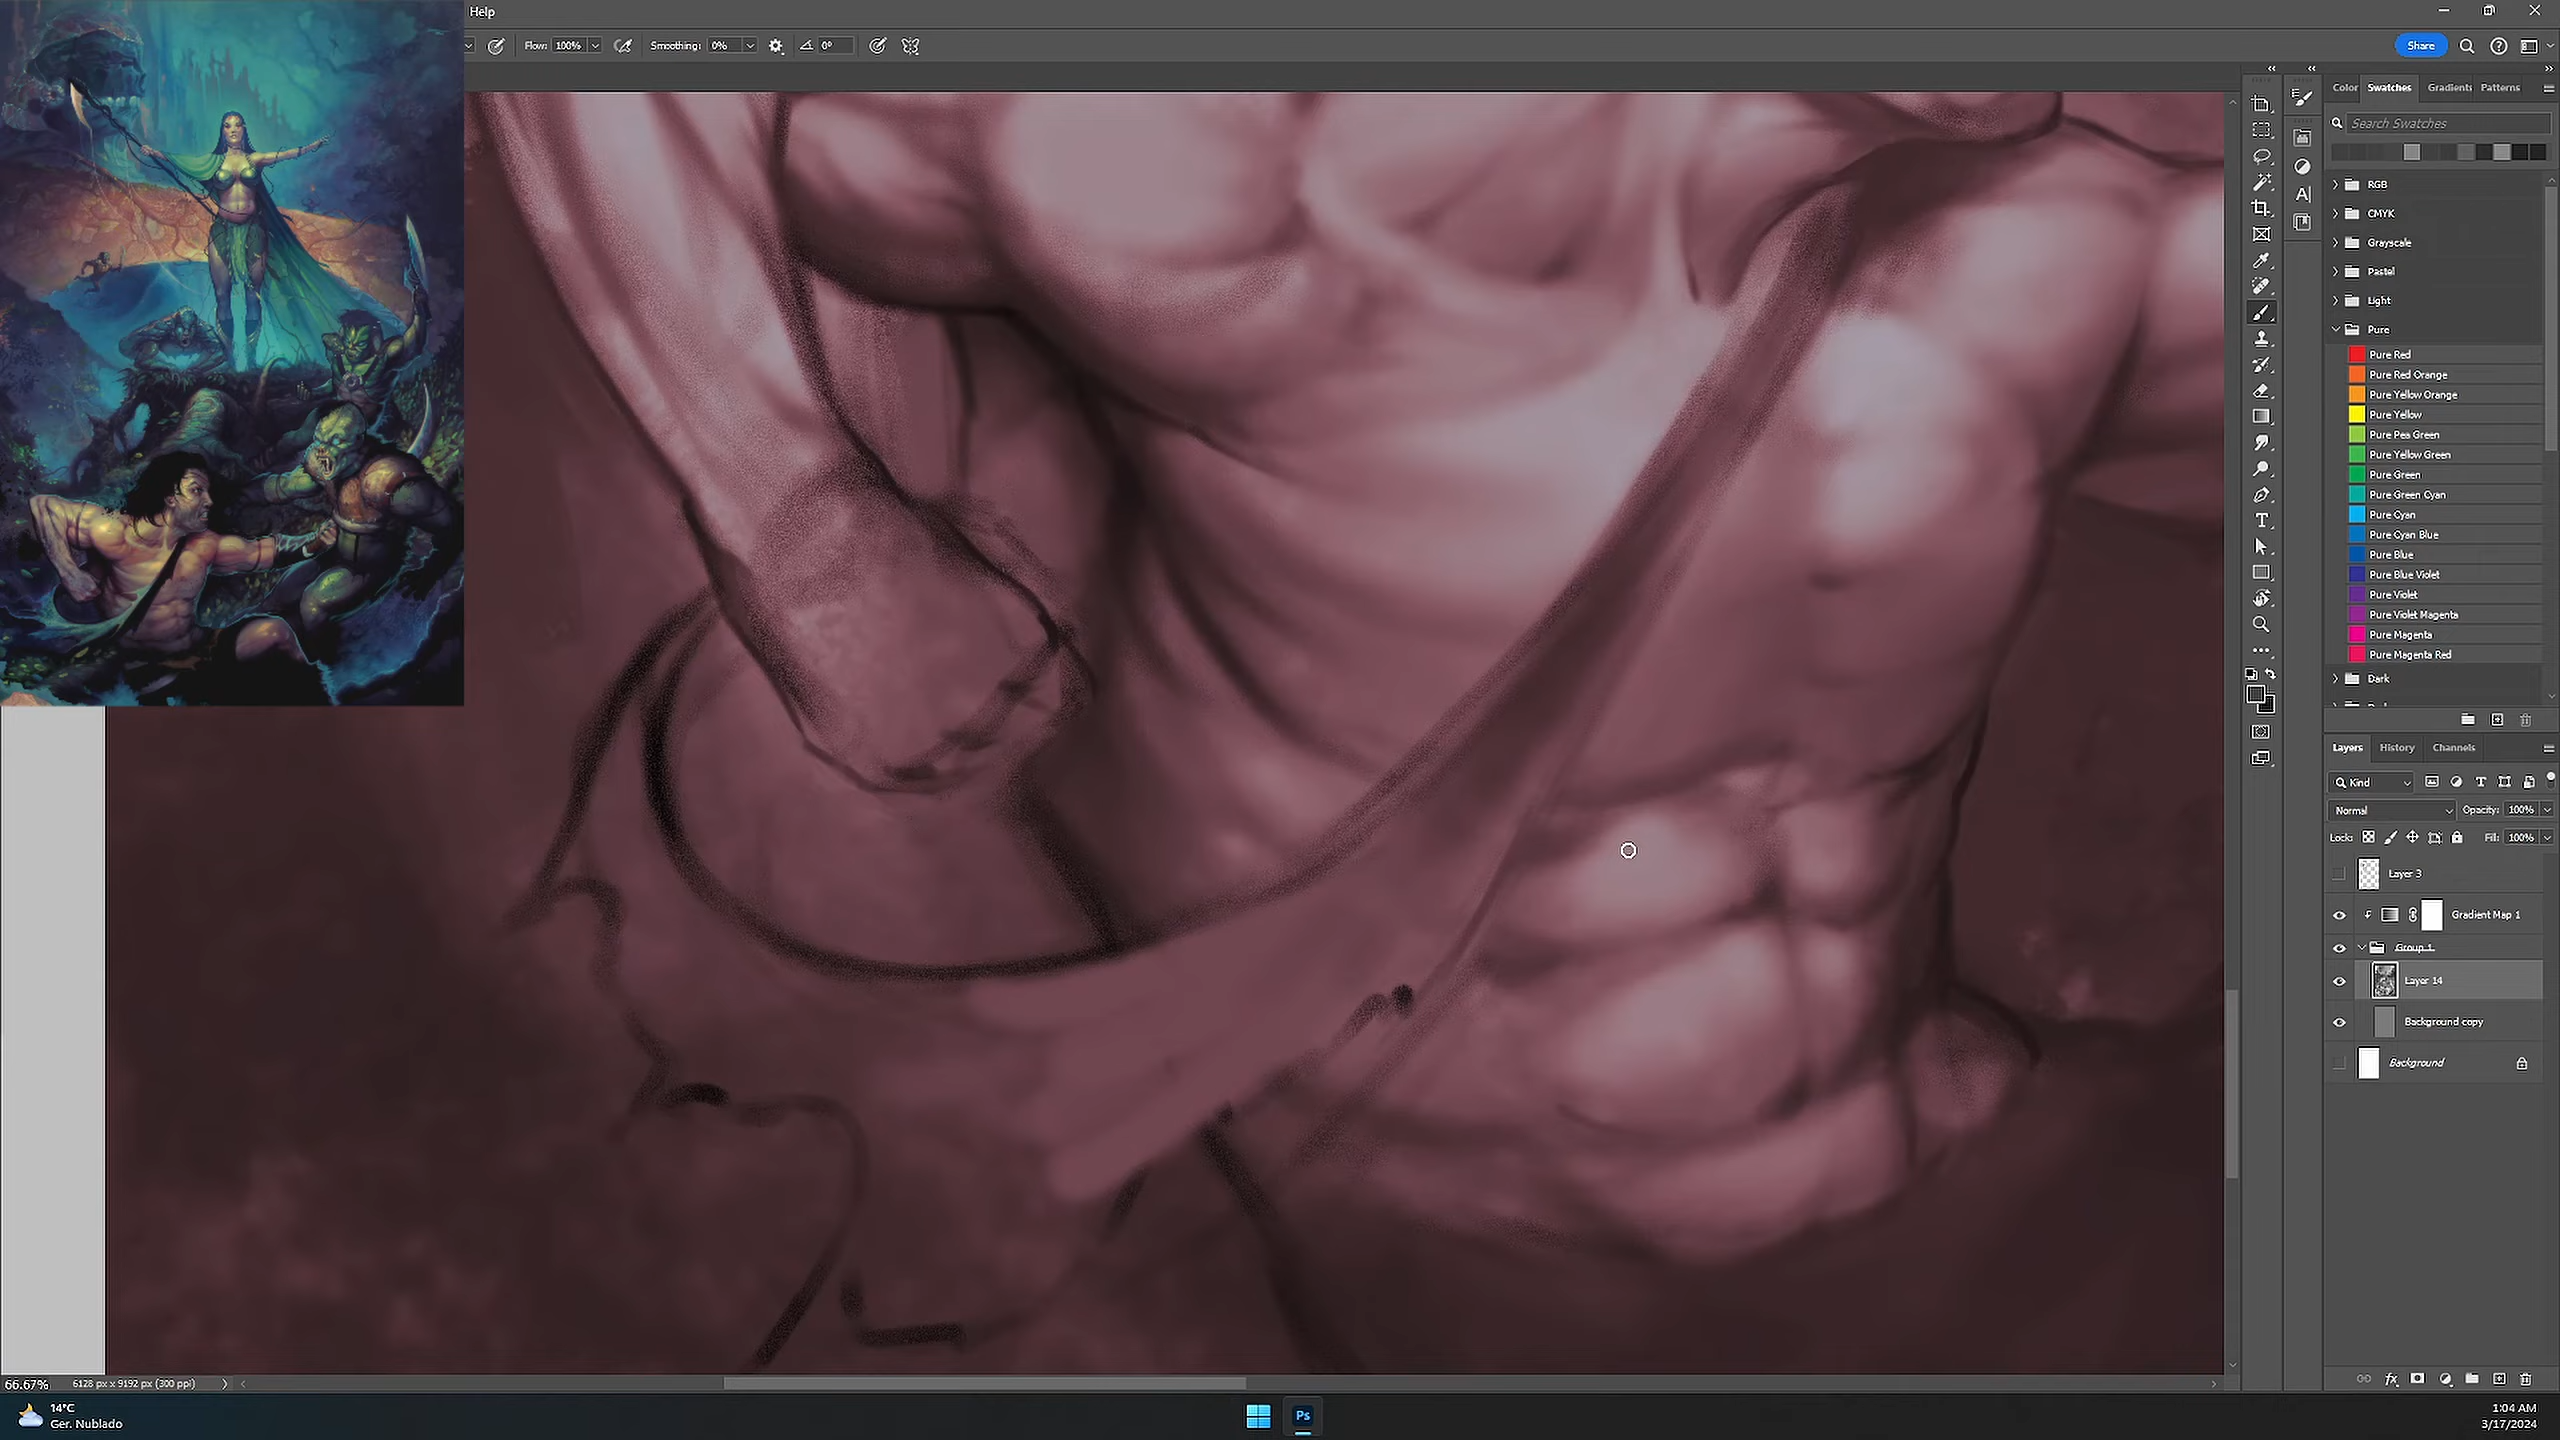 Help
Flow: 100% Smoothing: 0% 0° Share
Color Swatches Gradients Patterns
Search Swatches
RGB
CMYK
Grayscale
Pastel
Light
Pure
Pure Red
Pure Red Orange
Pure Yellow Orange
Pure Yellow
Pure Pea Green
Pure Yellow Green
Pure Green
Pure Green Cyan
Pure Cyan
Pure Cyan Blue
Pure Blue
Pure Blue Violet
Pure Violet
Pure Violet Magenta
Pure Magenta
Pure Magenta Red
Dark
Layers History Channels
Kind
Normal Opacity: 100%
Lock: Fill: 100%
Layer 3
Gradient Map 1
Group 1
Layer 14
Background copy
Background
66.67% 6128 px x 9192 px (300 ppi)
14°C
Ger. Nublado
Ps
1:04 AM
3/17/2024